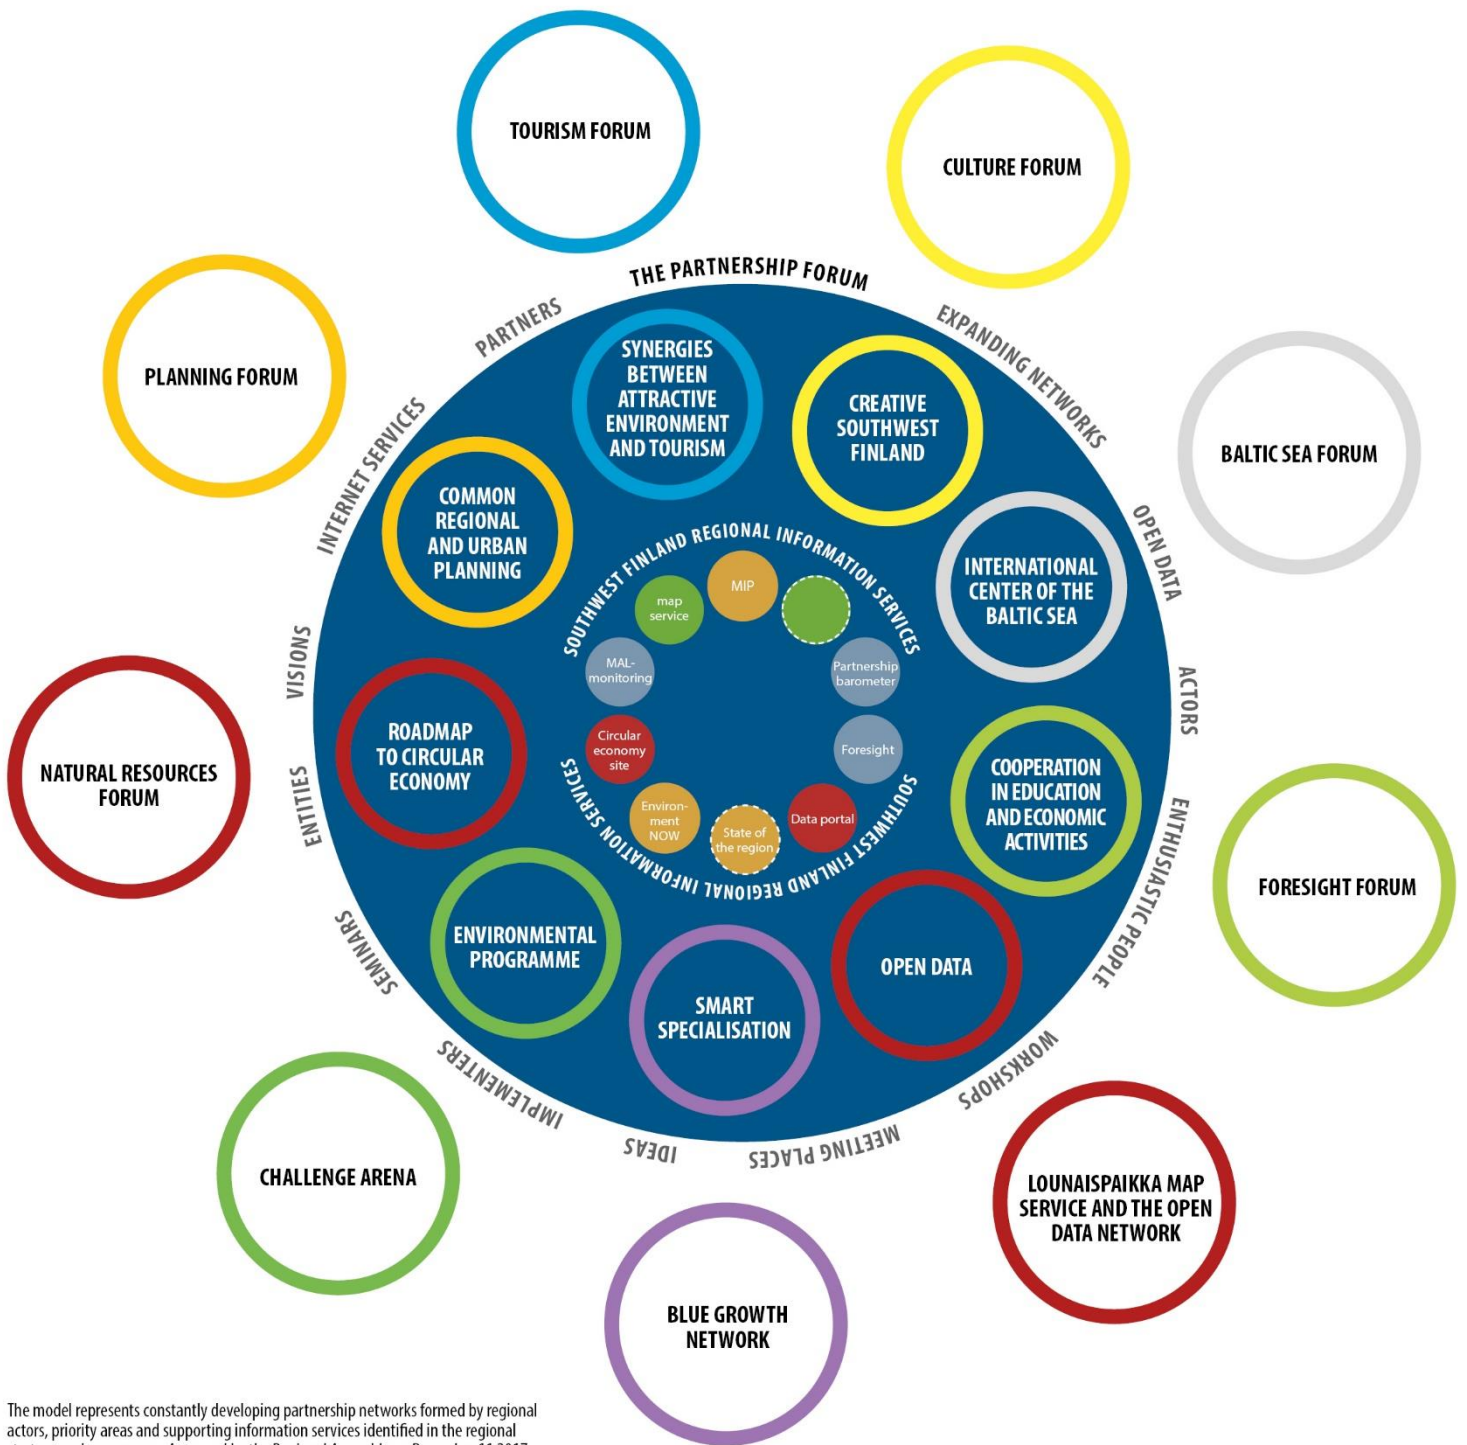 TOURISM FORUM
CULTURE FORUM
THE PARTNERSHIP FORUM
PARTNERS
EXPANDING NETWORKS
PLANNING FORUM
SYNERGIES
BETWEEN
ATTRACTIVE
ENVIRONMENT
AND TOURISM
CREATIVE
SOUTHWEST
FINLAND
BALTIC SEA FORUM
INTERNET SERVICES
COMMON
REGIONAL
AND URBAN
PLANNING
OPEN DATA
INTERNATIONAL
CENTER OF THE
BALTIC SEA
SOUTHWEST FINLAND REGIONAL INFORMATION SERVICES
MIP
map
service
MAL-
monitoring
Partnership
barometer
VISIONS
ACTORS
NATURAL RESOURCES
FORUM
ROADMAP
TO CIRCULAR
ECONOMY
Circular
economy
site
Foresight
COOPERATION
IN EDUCATION
AND ECONOMIC
ACTIVITIES
ENTITIES
Environ-
ment
NOW
State of
the region
Data portal
SOUTHWEST FINLAND REGIONAL INFORMATION SERVICES
ENTHUSIASTIC PEOPLE
FORESIGHT FORUM
SEMINARS
ENVIRONMENTAL
PROGRAMME
SMART
SPECIALISATION
OPEN DATA
IMPLEMENTERS
IDEAS
MEETING PLACES
WORKSHOPS
CHALLENGE ARENA
LOUNAISPAIKKA MAP
SERVICE AND THE OPEN
DATA NETWORK
BLUE GROWTH
NETWORK
The model represents constantly developing partnership networks formed by regional
actors, priority areas and supporting information services identified in the regional